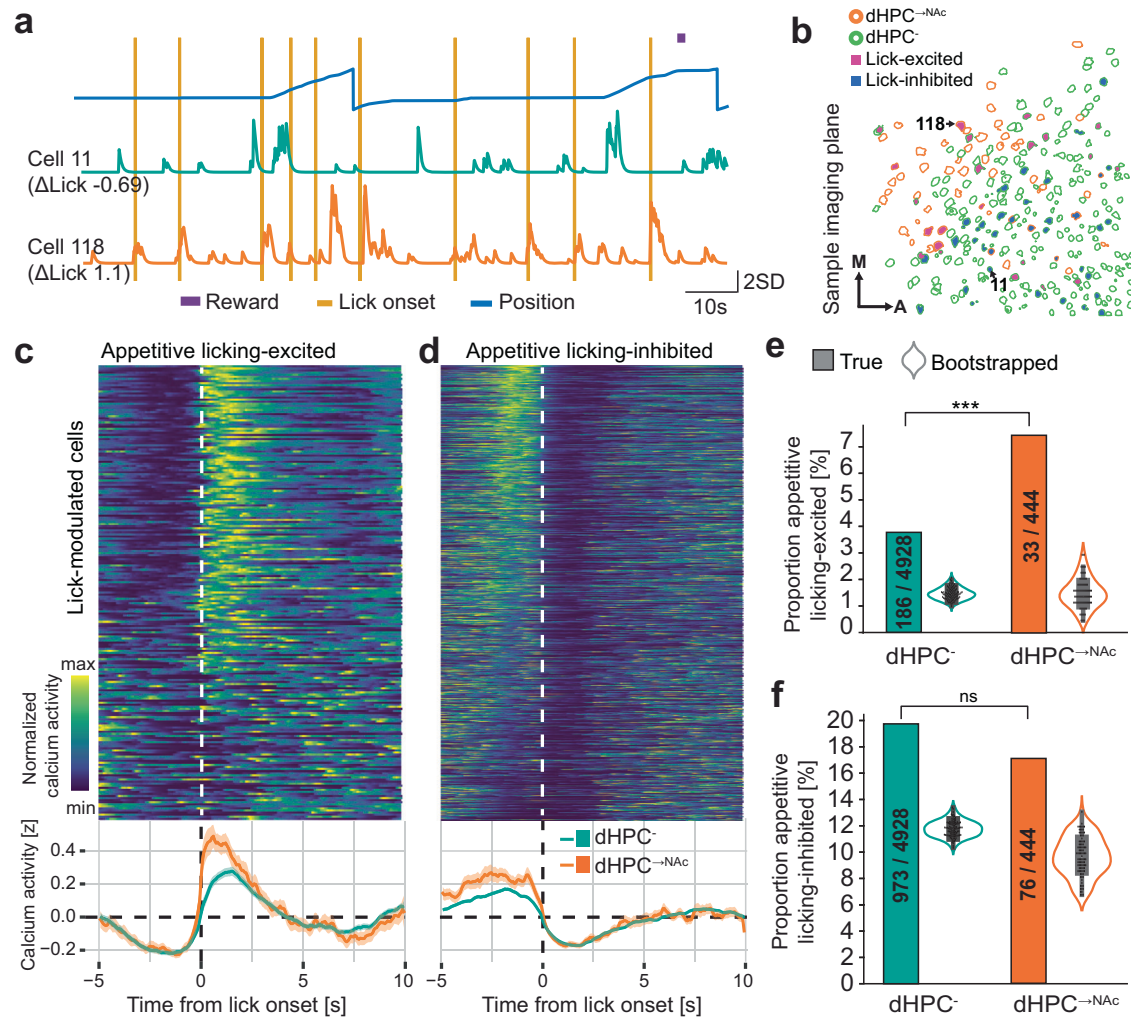 a
Cell 11
(ΔLick -0.69)
Cell 118
(ΔLick 1.1)
2SD
10s
Reward
Lick onset
Position
b
dHPC→NAc
dHPC-
Lick-excited
Lick-inhibited
Sample imaging plane
118
11
M
A
c
Appetitive licking-excited
Lick-modulated cells
max
Normalized
calcium activity
min
Calcium activity [z]
0.4
0.2
0.0
−0.2
−5
0
5
10
Time from lick onset [s]
d
Appetitive licking-inhibited
dHPC-
dHPC→NAc
−5
0
5
10
Time from lick onset [s]
e
True
Bootstrapped
***
Proportion appetitive
licking-excited [%]
7
6
5
4
3
2
1
0
186 / 4928
33 / 444
dHPC-
dHPC→NAc
f
ns
Proportion appetitive
licking-inhibited [%]
20
18
16
14
12
10
8
6
4
2
0
973 / 4928
76 / 444
dHPC-
dHPC→NAc